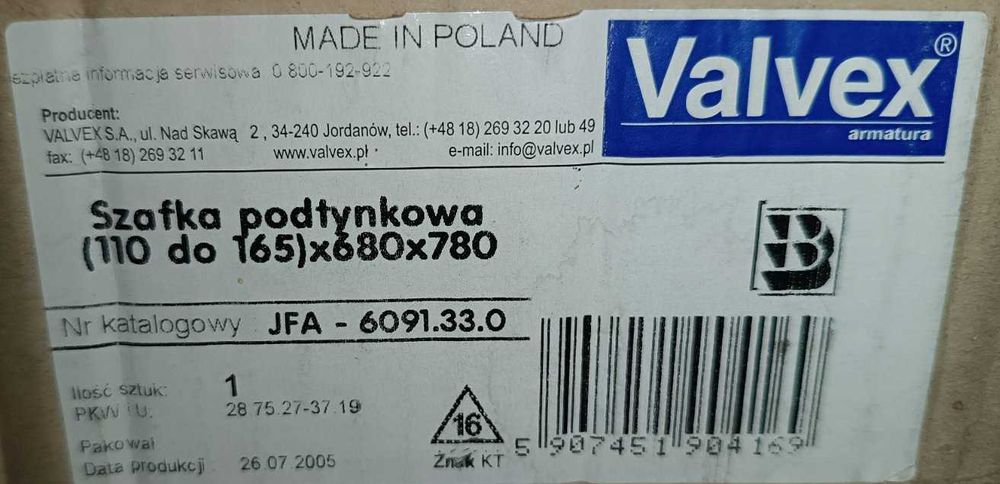 MADE IN POLAND
Valvex®
armatura
ezpłatna informacja serwisowa 0 800-192-922
Producent:
VALVEX S.A., ul. Nad Skawą 2 , 34-240 Jordanów, tel.: (+48 18) 269 32 20 lub 49
fax: (+48 18) 269 32 11 www.valvex.pl e-mail: info@valvex.pl
Szafka podtynkowa
(110 do 165)x680x780
B
Nr katalogowy JFA - 6091.33.0
Ilość sztuk: 1
PKWiU: 28 75.27-37.19
16
Znak KT
Pakował
Data produkcji 26.07.2005
5 907451 904169